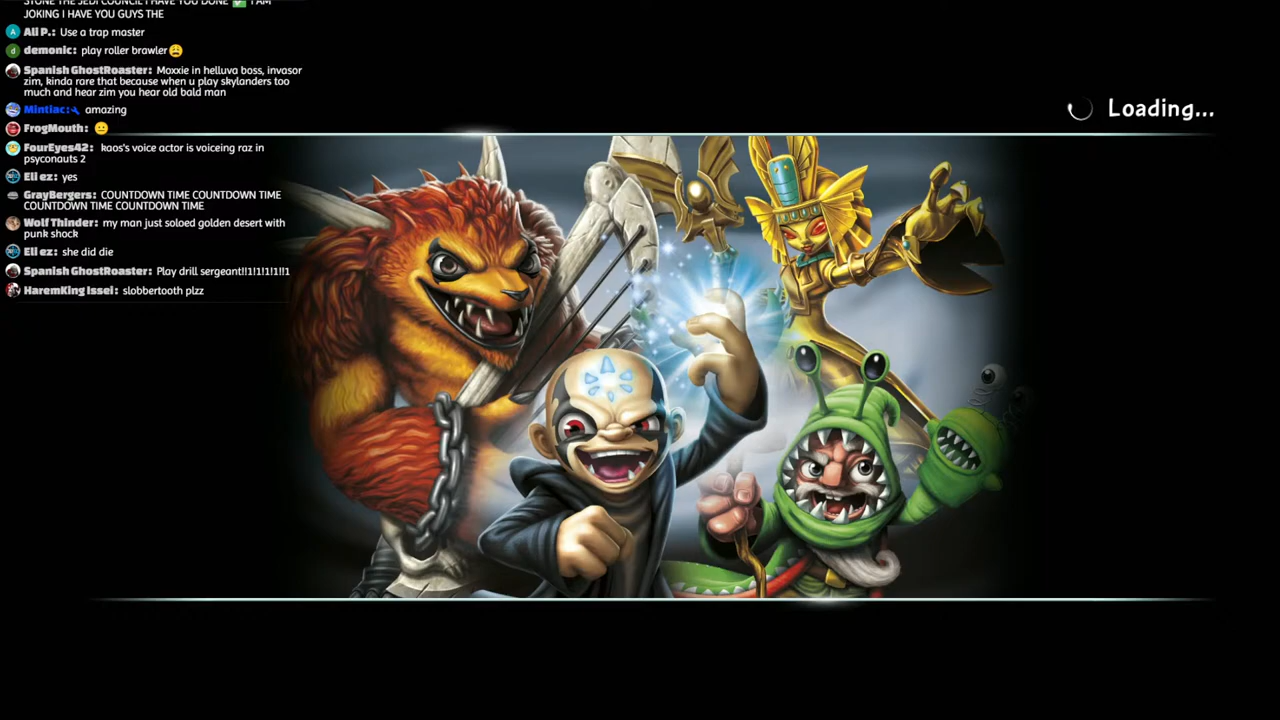 STONE THE JEDI COUNCIL I HAVE YOU DONE ✅ I AM
JOKING I HAVE YOU GUYS THE
A Ali P.: Use a trap master
d demonic: play roller brawler😩
Spanish GhostRoaster: Moxxie in helluva boss, invasor
zim, kinda rare that because when u play skylanders too
much and hear zim you hear old bald man
Mintiac: amazing
FrogMouth: 😐
FourEyes42: kaos's voice actor is voiceing raz in
psyconauts 2
Eli ez: yes
GrayBergers: COUNTDOWN TIME COUNTDOWN TIME
COUNTDOWN TIME COUNTDOWN TIME
Wolf Thinder: my man just soloed golden desert with
punk shock
Eli ez: she did die
Spanish GhostRoaster: Play drill sergeant!!1!1!1!1!!1
HaremKing Issei: slobbertooth plzz
Loading...